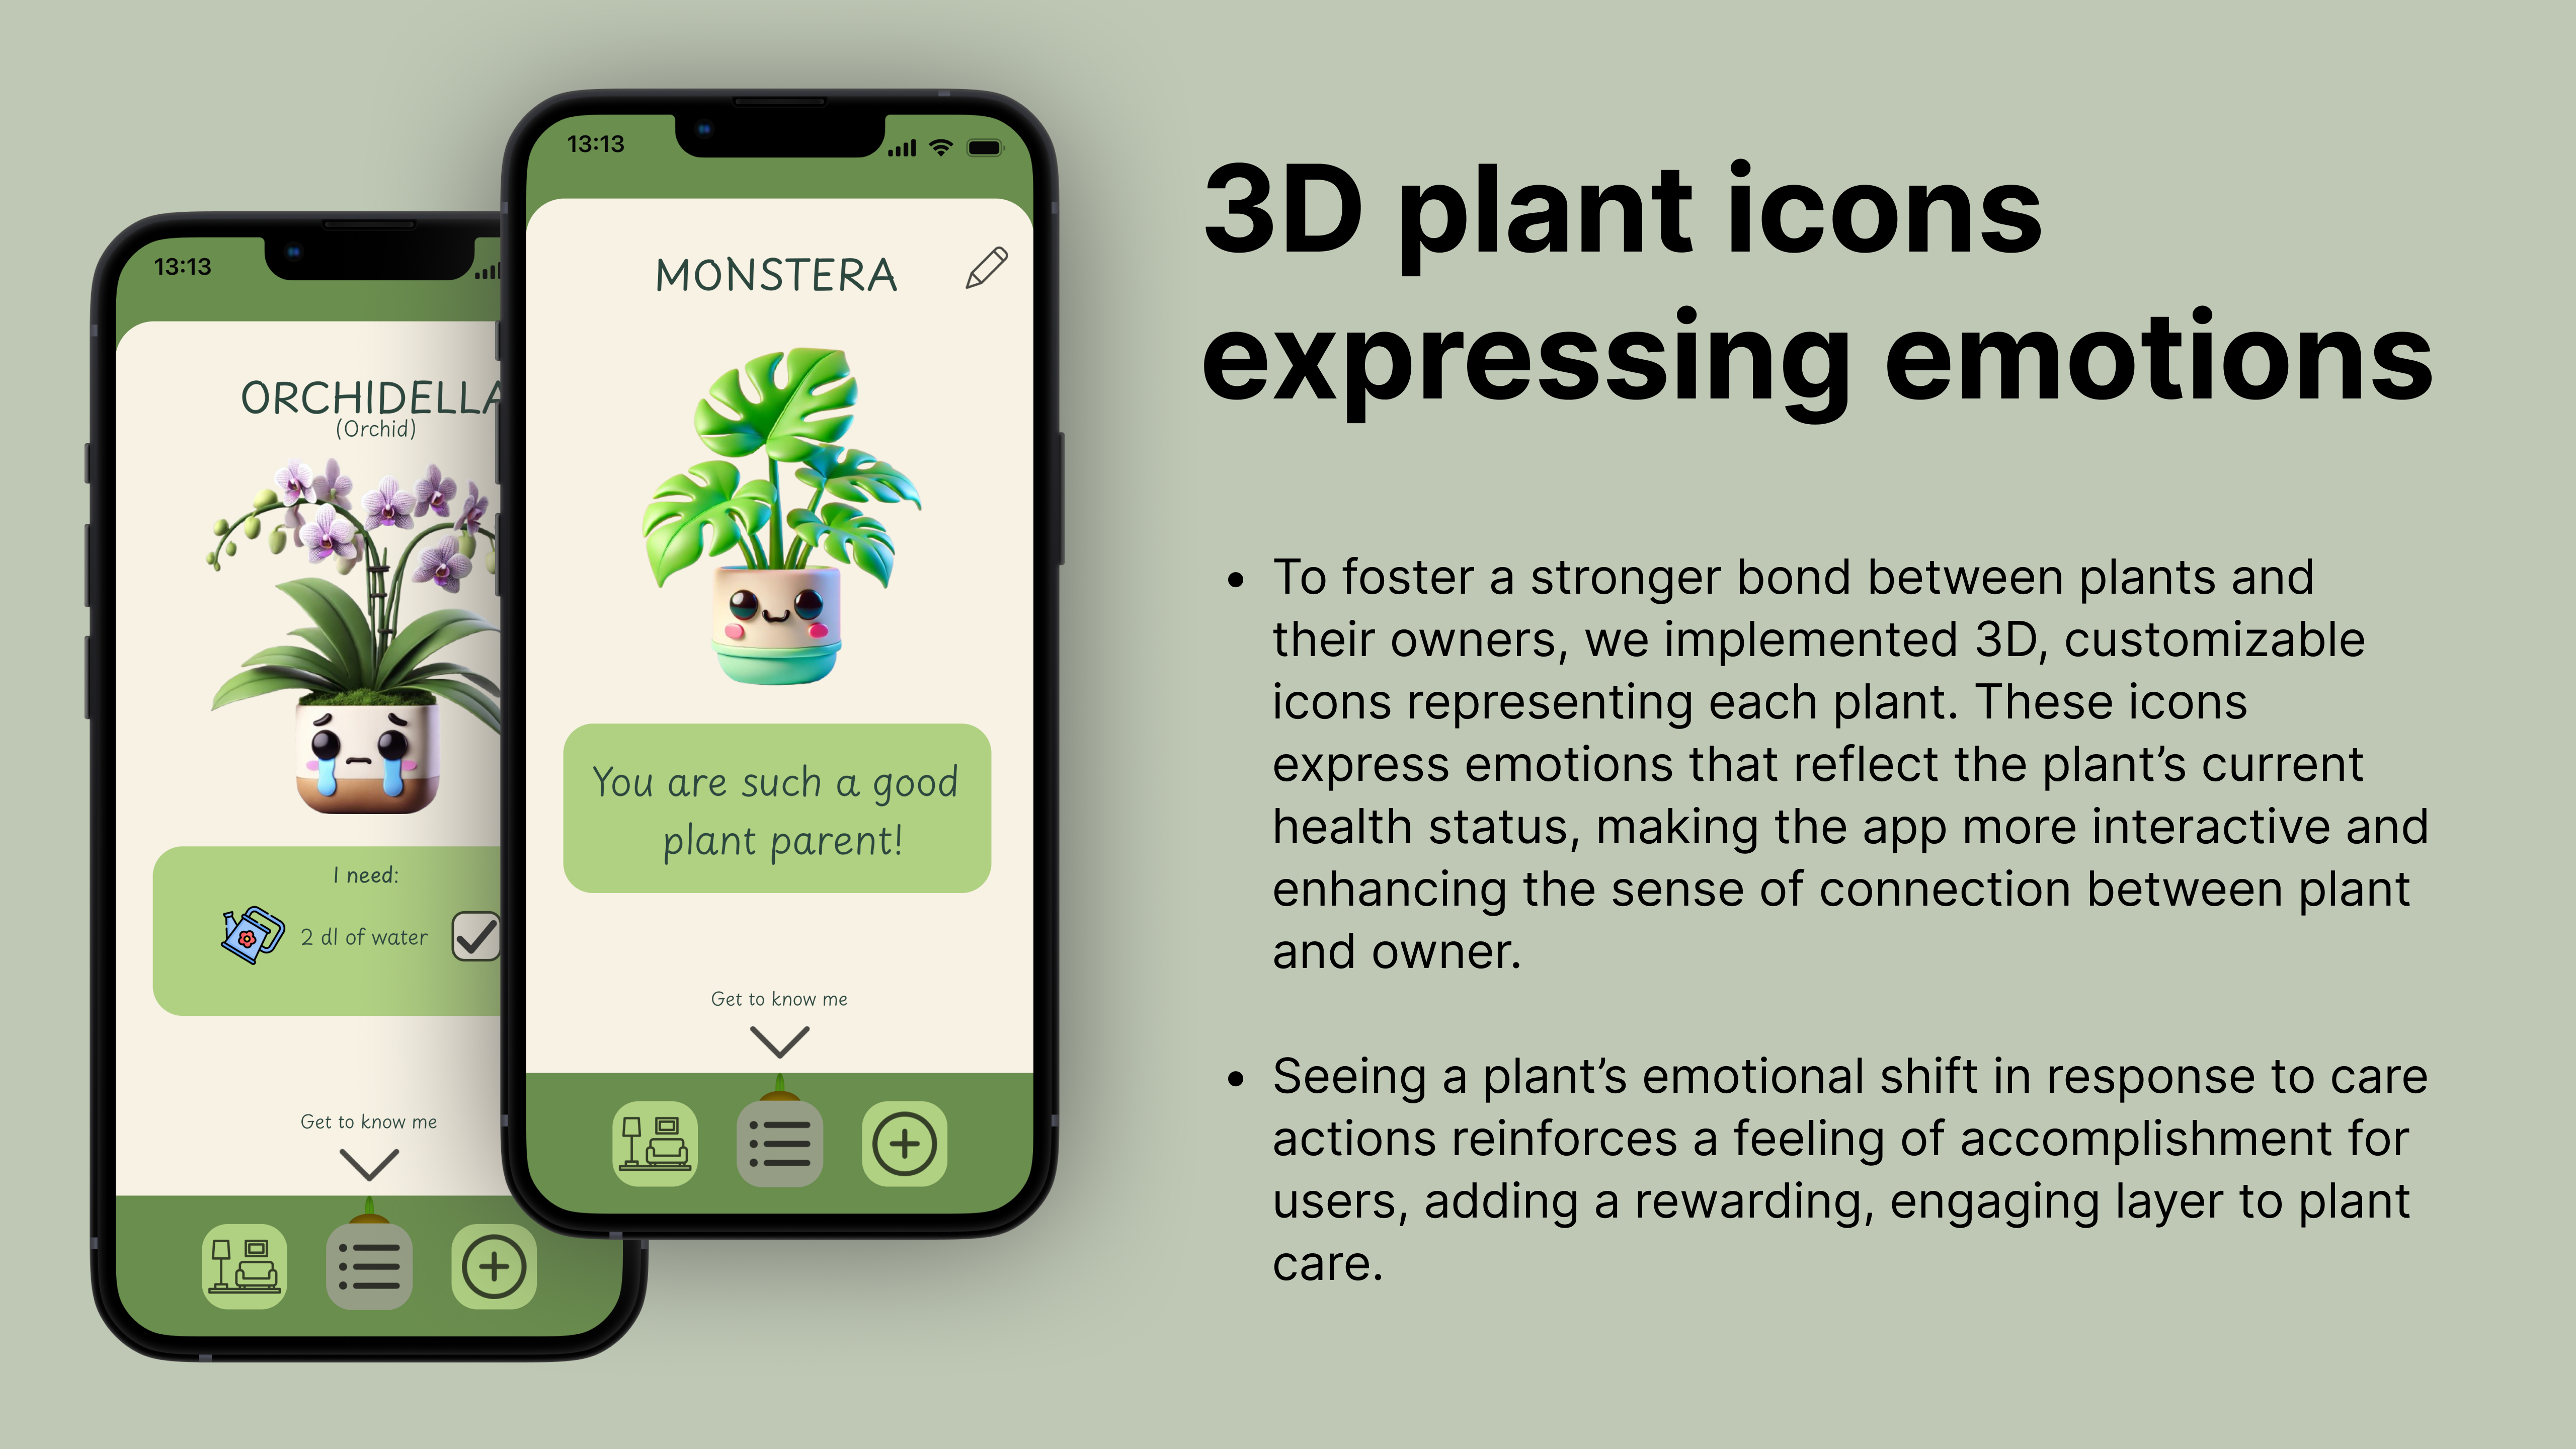 13:13
ORCHIDELLA
(Orchid)
I need:
2 dl of water
Get to know me
13:13
MONSTERA
You are such a good
plant parent!
Get to know me
3D plant icons
expressing emotions
• To foster a stronger bond between plants and
their owners, we implemented 3D, customizable
icons representing each plant. These icons
express emotions that reflect the plant’s current
health status, making the app more interactive and
enhancing the sense of connection between plant
and owner.
• Seeing a plant’s emotional shift in response to care
actions reinforces a feeling of accomplishment for
users, adding a rewarding, engaging layer to plant
care.